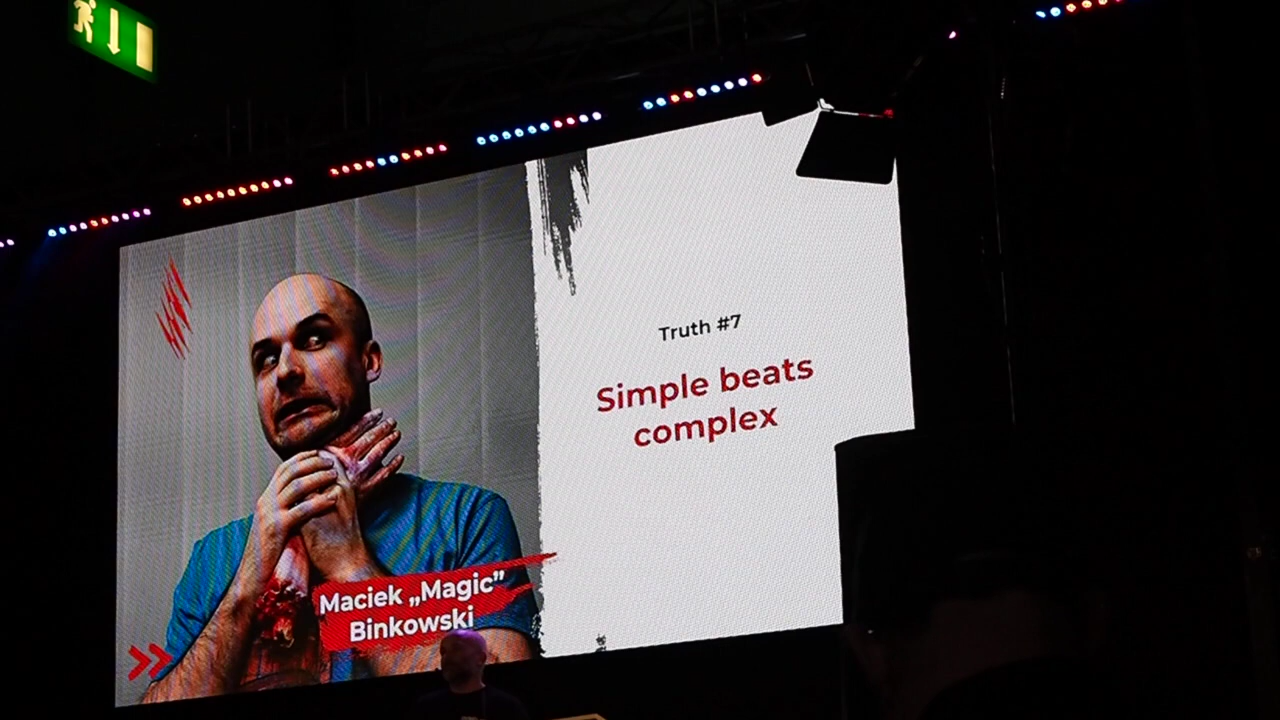 Truth #7
Simple beats
complex
Maciek „Magic”
Binkowski